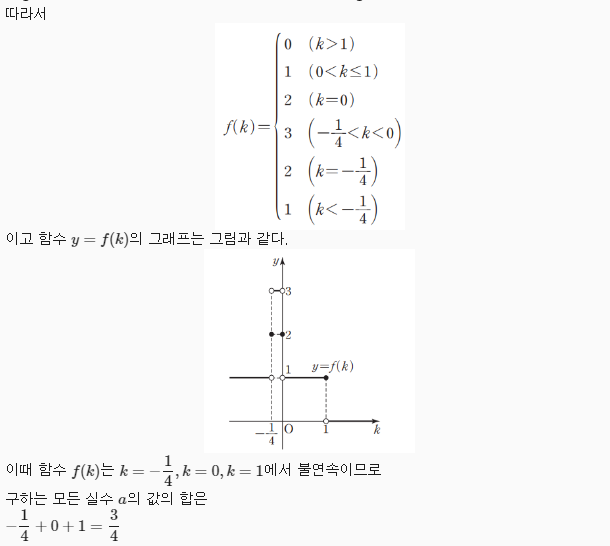 따라서
f(k)= { 0 (k>1)
1 (0<k≤1)
2 (k=0)
3 (-1/4<k<0)
2 (k=-1/4)
1 (k<-1/4)
이고 함수 y = f(k)의 그래프는 그림과 같다.
y
3
2
1 y=f(k)
-1/4 O 1 k
이때 함수 f(k)는 k = -1/4, k = 0, k = 1에서 불연속이므로
구하는 모든 실수 a의 값의 합은
-1/4 + 0 + 1 = 3/4